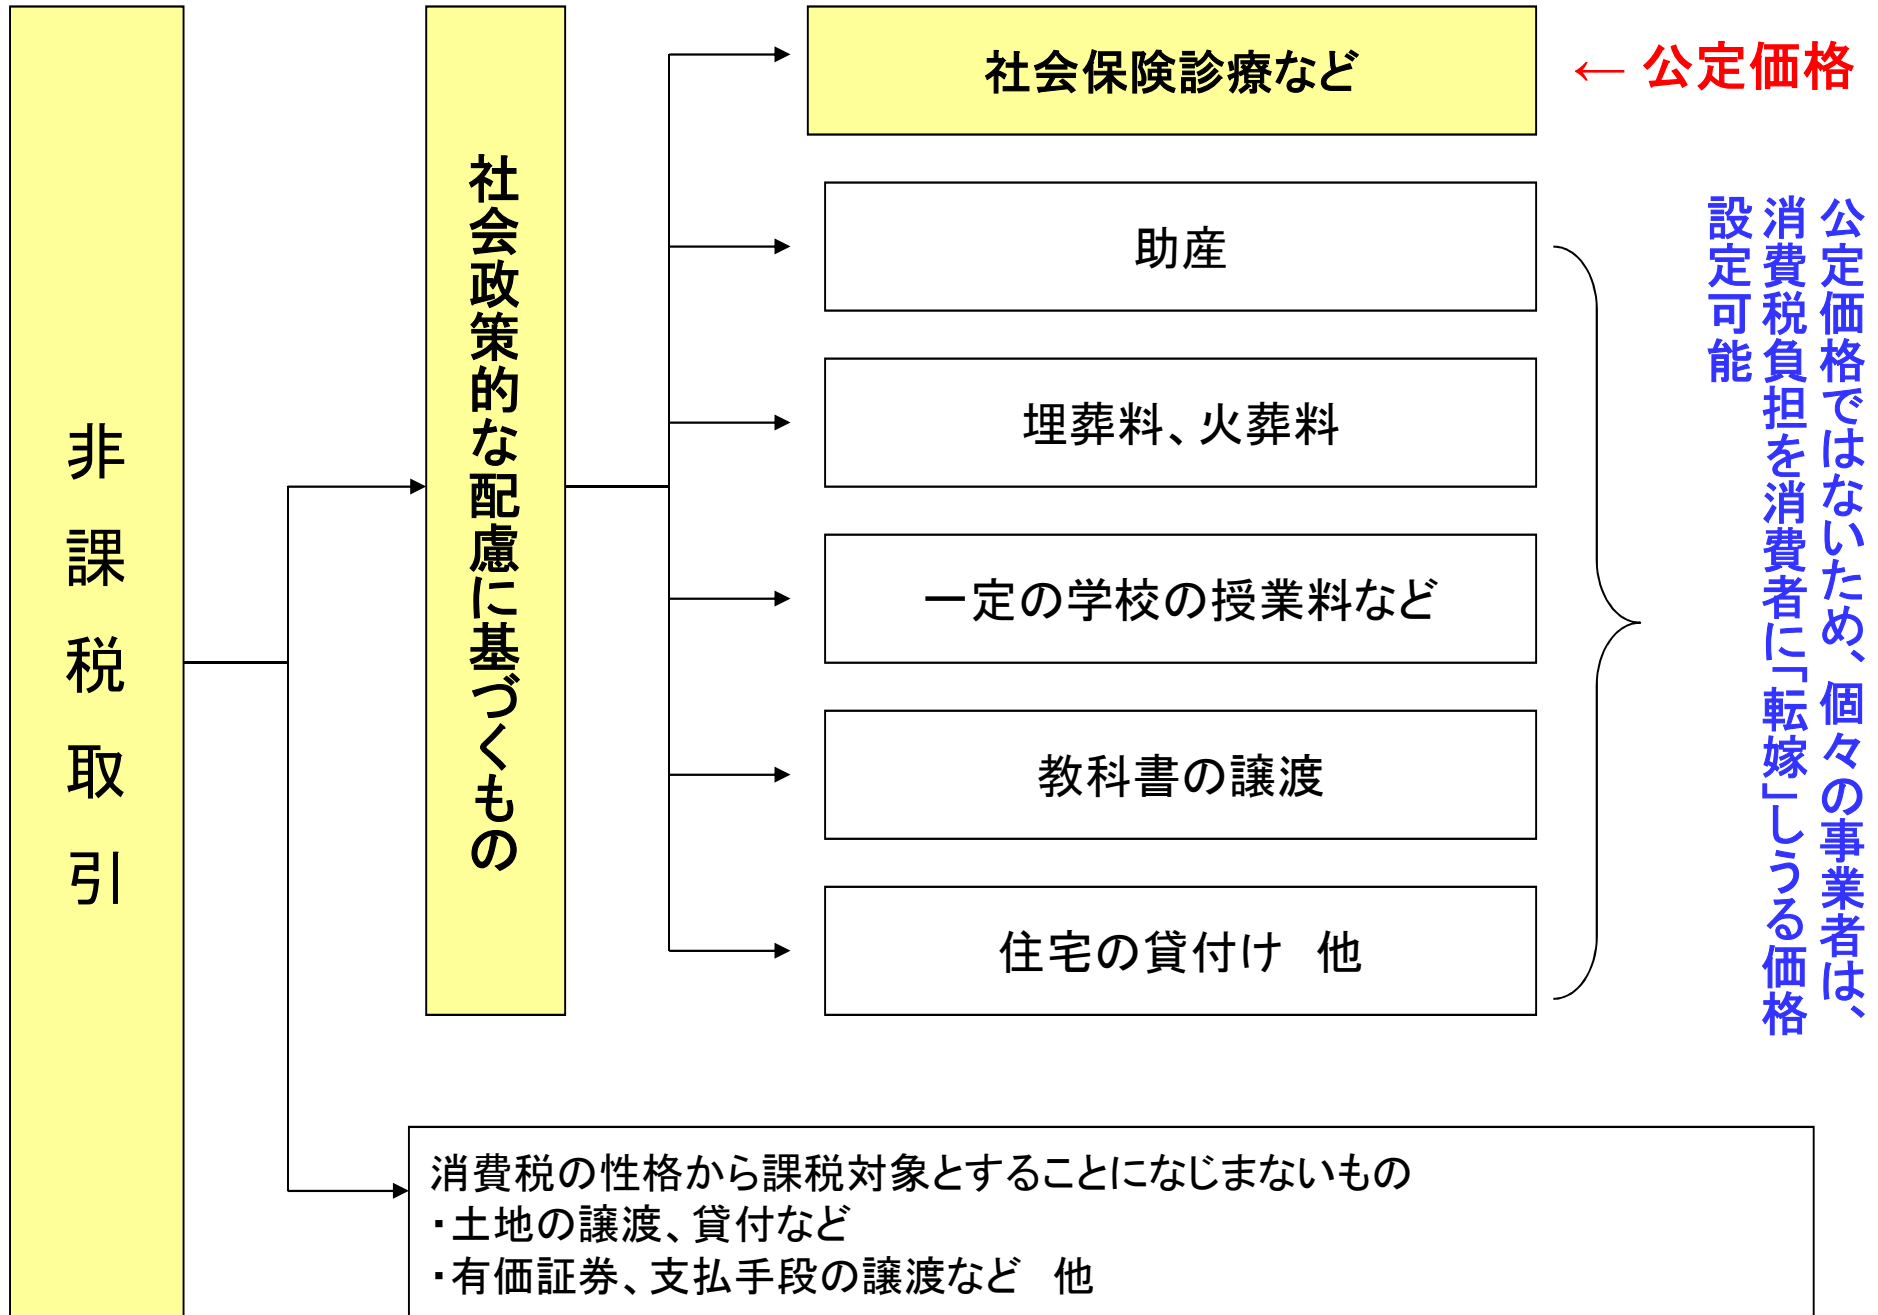 非課税取引
社会政策的な配慮に基づくもの
社会保険診療など
← 公定価格
助産
埋葬料、火葬料
一定の学校の授業料など
教科書の譲渡
住宅の貸付け　他
公定価格ではないため、個々の事業者は、
消費税負担を消費者に「転嫁」しうる価格
設定可能
消費税の性格から課税対象とすることになじまないもの
・土地の譲渡、貸付など
・有価証券、支払手段の譲渡など　他